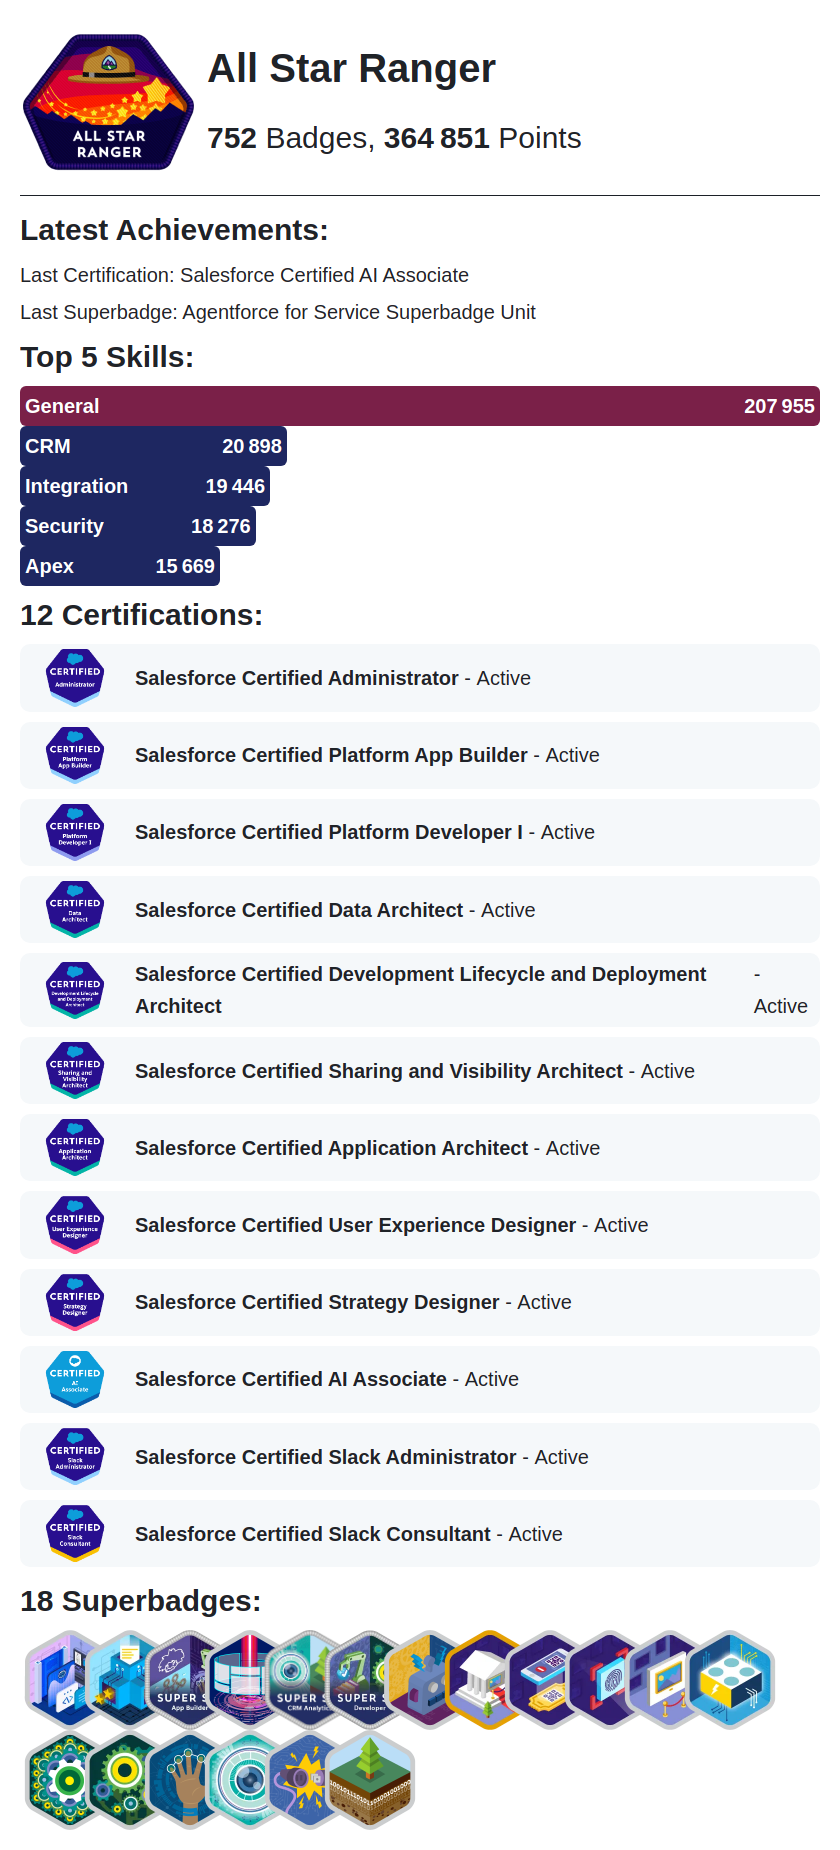 ALL STAR
RANGER
All Star Ranger
752 Badges, 364 851 Points
Latest Achievements:
Last Certification: Salesforce Certified AI Associate
Last Superbadge: Agentforce for Service Superbadge Unit
Top 5 Skills:
General 207 955
CRM 20 898
Integration 19 446
Security 18 276
Apex 15 669
12 Certifications:
CERTIFIED
Administrator
Salesforce Certified Administrator - Active
CERTIFIED
Platform
App Builder
Salesforce Certified Platform App Builder - Active
CERTIFIED
Platform
Developer I
Salesforce Certified Platform Developer I - Active
CERTIFIED
Data
Architect
Salesforce Certified Data Architect - Active
CERTIFIED
Development Lifecycle
and Deployment
Architect
Salesforce Certified Development Lifecycle and Deployment -
Architect Active
CERTIFIED
Sharing and
Visibility
Architect
Salesforce Certified Sharing and Visibility Architect - Active
CERTIFIED
Application
Architect
Salesforce Certified Application Architect - Active
CERTIFIED
User Experience
Designer
Salesforce Certified User Experience Designer - Active
CERTIFIED
Strategy
Designer
Salesforce Certified Strategy Designer - Active
CERTIFIED
AI
Associate
Salesforce Certified AI Associate - Active
CERTIFIED
Slack
Administrator
Salesforce Certified Slack Administrator - Active
CERTIFIED
Slack
Consultant
Salesforce Certified Slack Consultant - Active
18 Superbadges:
SUPER S
App Builder
SUPER S
CRM Analytics
SUPER S
Developer